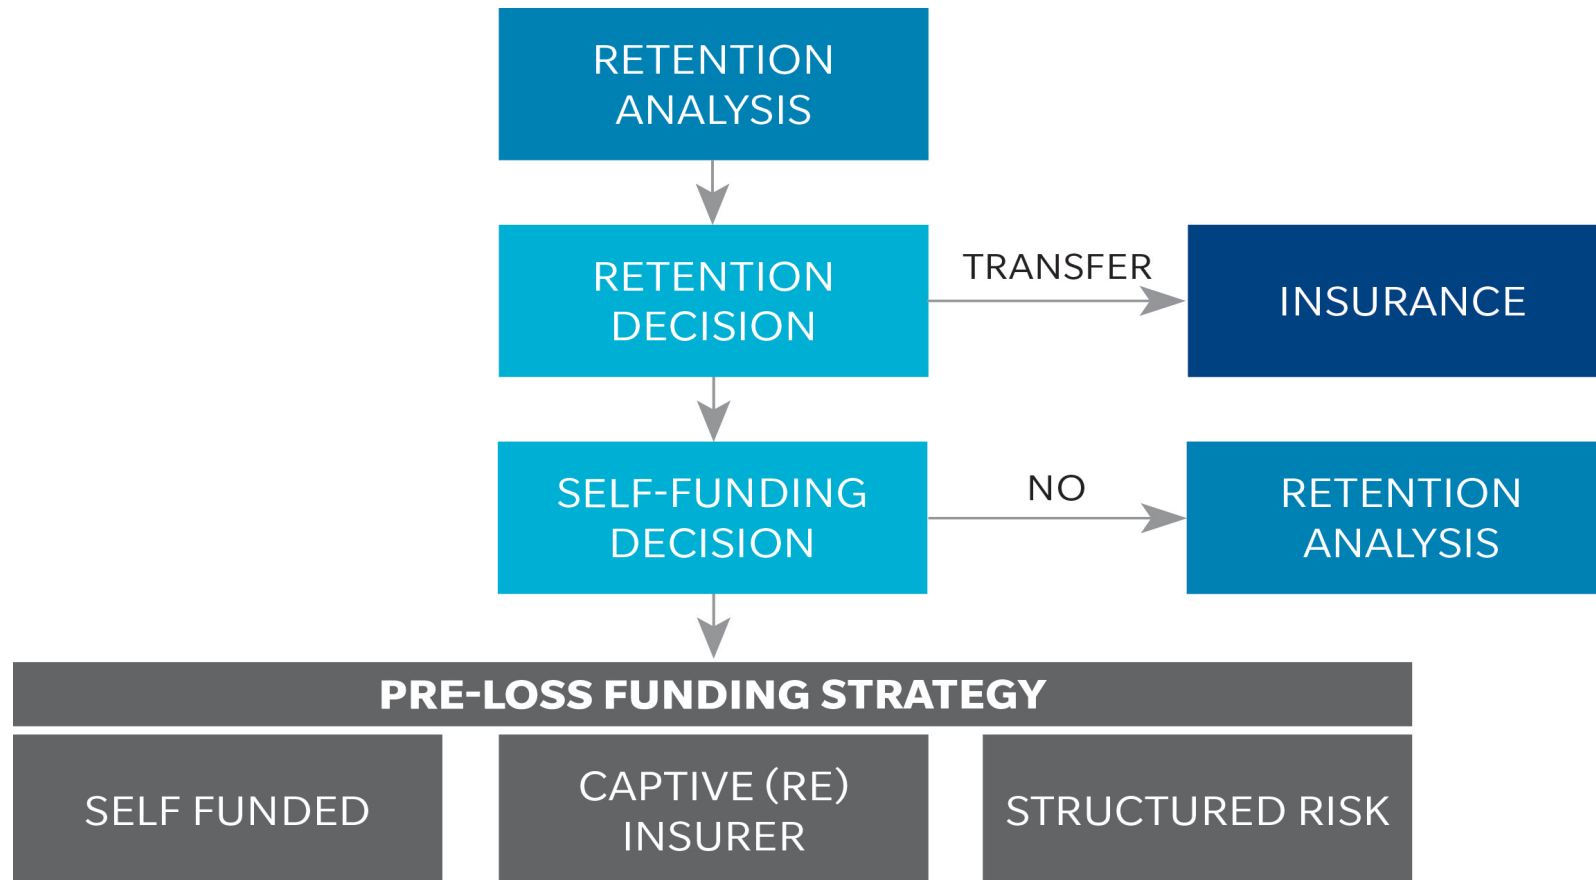 RETENTION
ANALYSIS
RETENTION
DECISION
TRANSFER
INSURANCE
SELF-FUNDING
DECISION
NO
RETENTION
ANALYSIS
PRE-LOSS FUNDING STRATEGY
SELF FUNDED
CAPTIVE (RE)
INSURER
STRUCTURED RISK